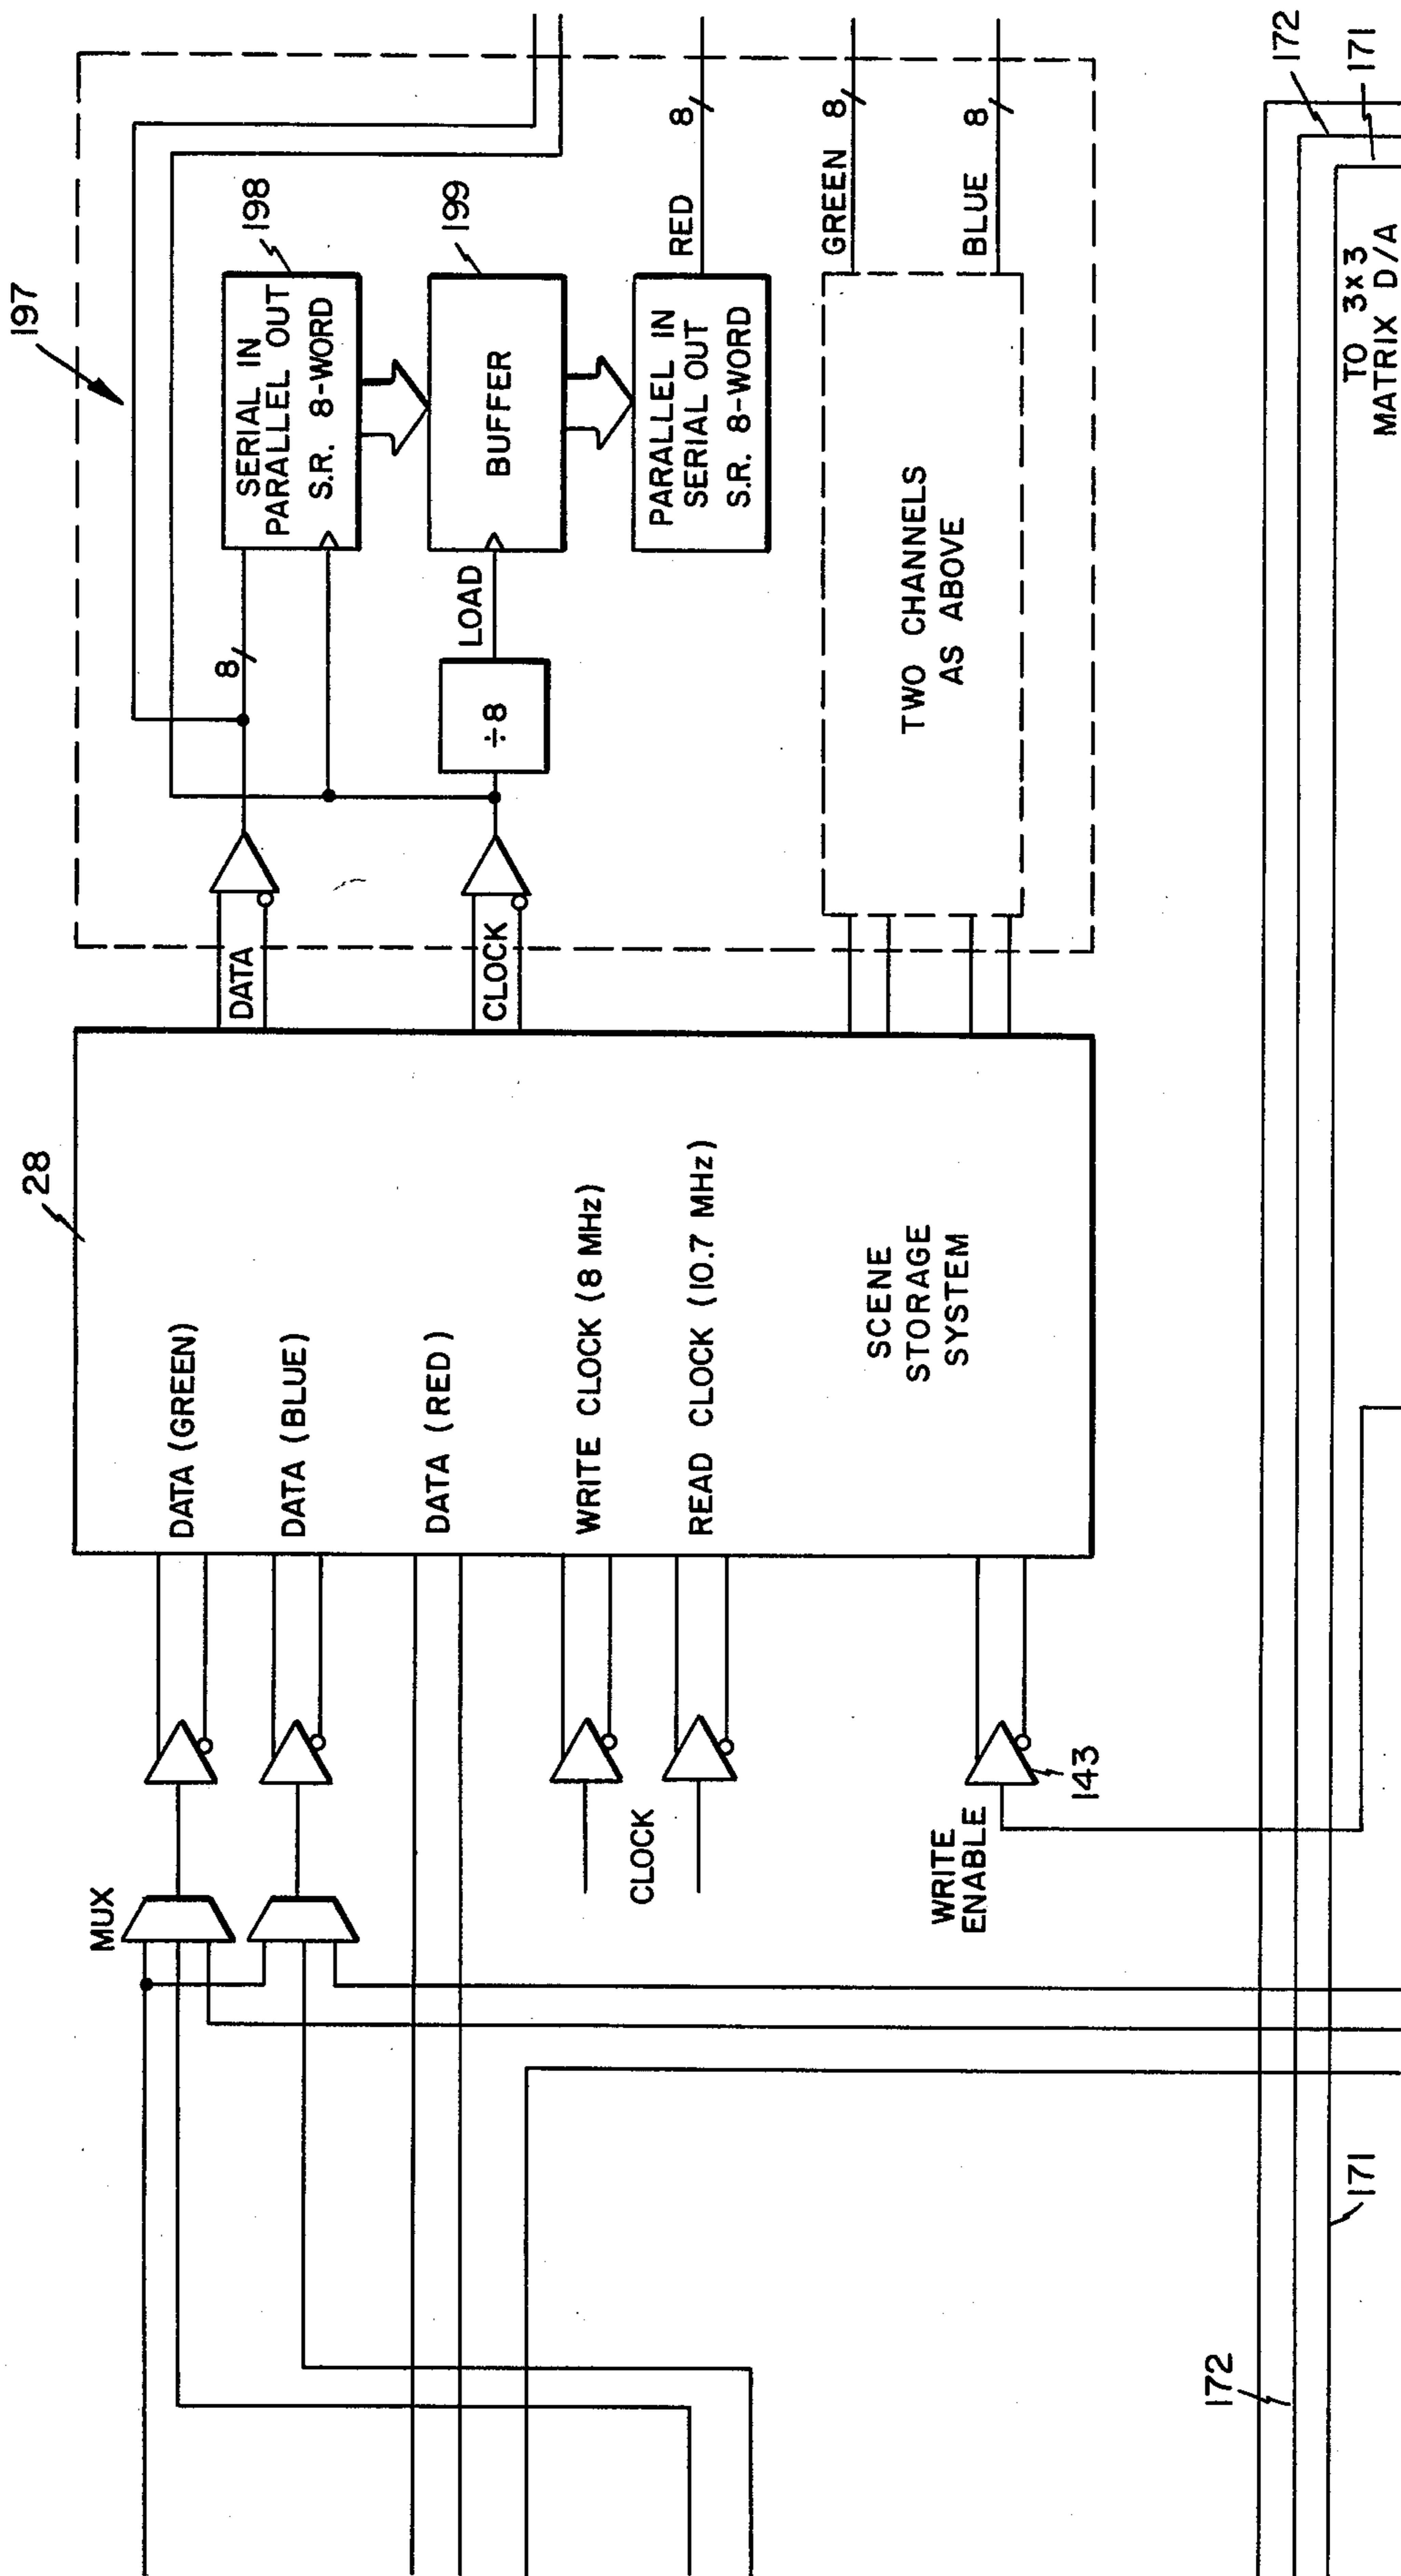 197
28
172
171
MUX
DATA (GREEN)
DATA (BLUE)
DATA (RED)
CLOCK
WRITE CLOCK (8 MHz)
READ CLOCK (10.7 MHz)
WRITE
ENABLE
143
SCENE
STORAGE
SYSTEM
DATA
CLOCK
8
÷8
LOAD
SERIAL IN
PARALLEL OUT
S.R. 8-WORD
198
BUFFER
199
PARALLEL IN
SERIAL OUT
S.R. 8-WORD
RED 8
TWO CHANNELS
AS ABOVE
GREEN 8
BLUE 8
172
171
TO 3x3
MATRIX D/A